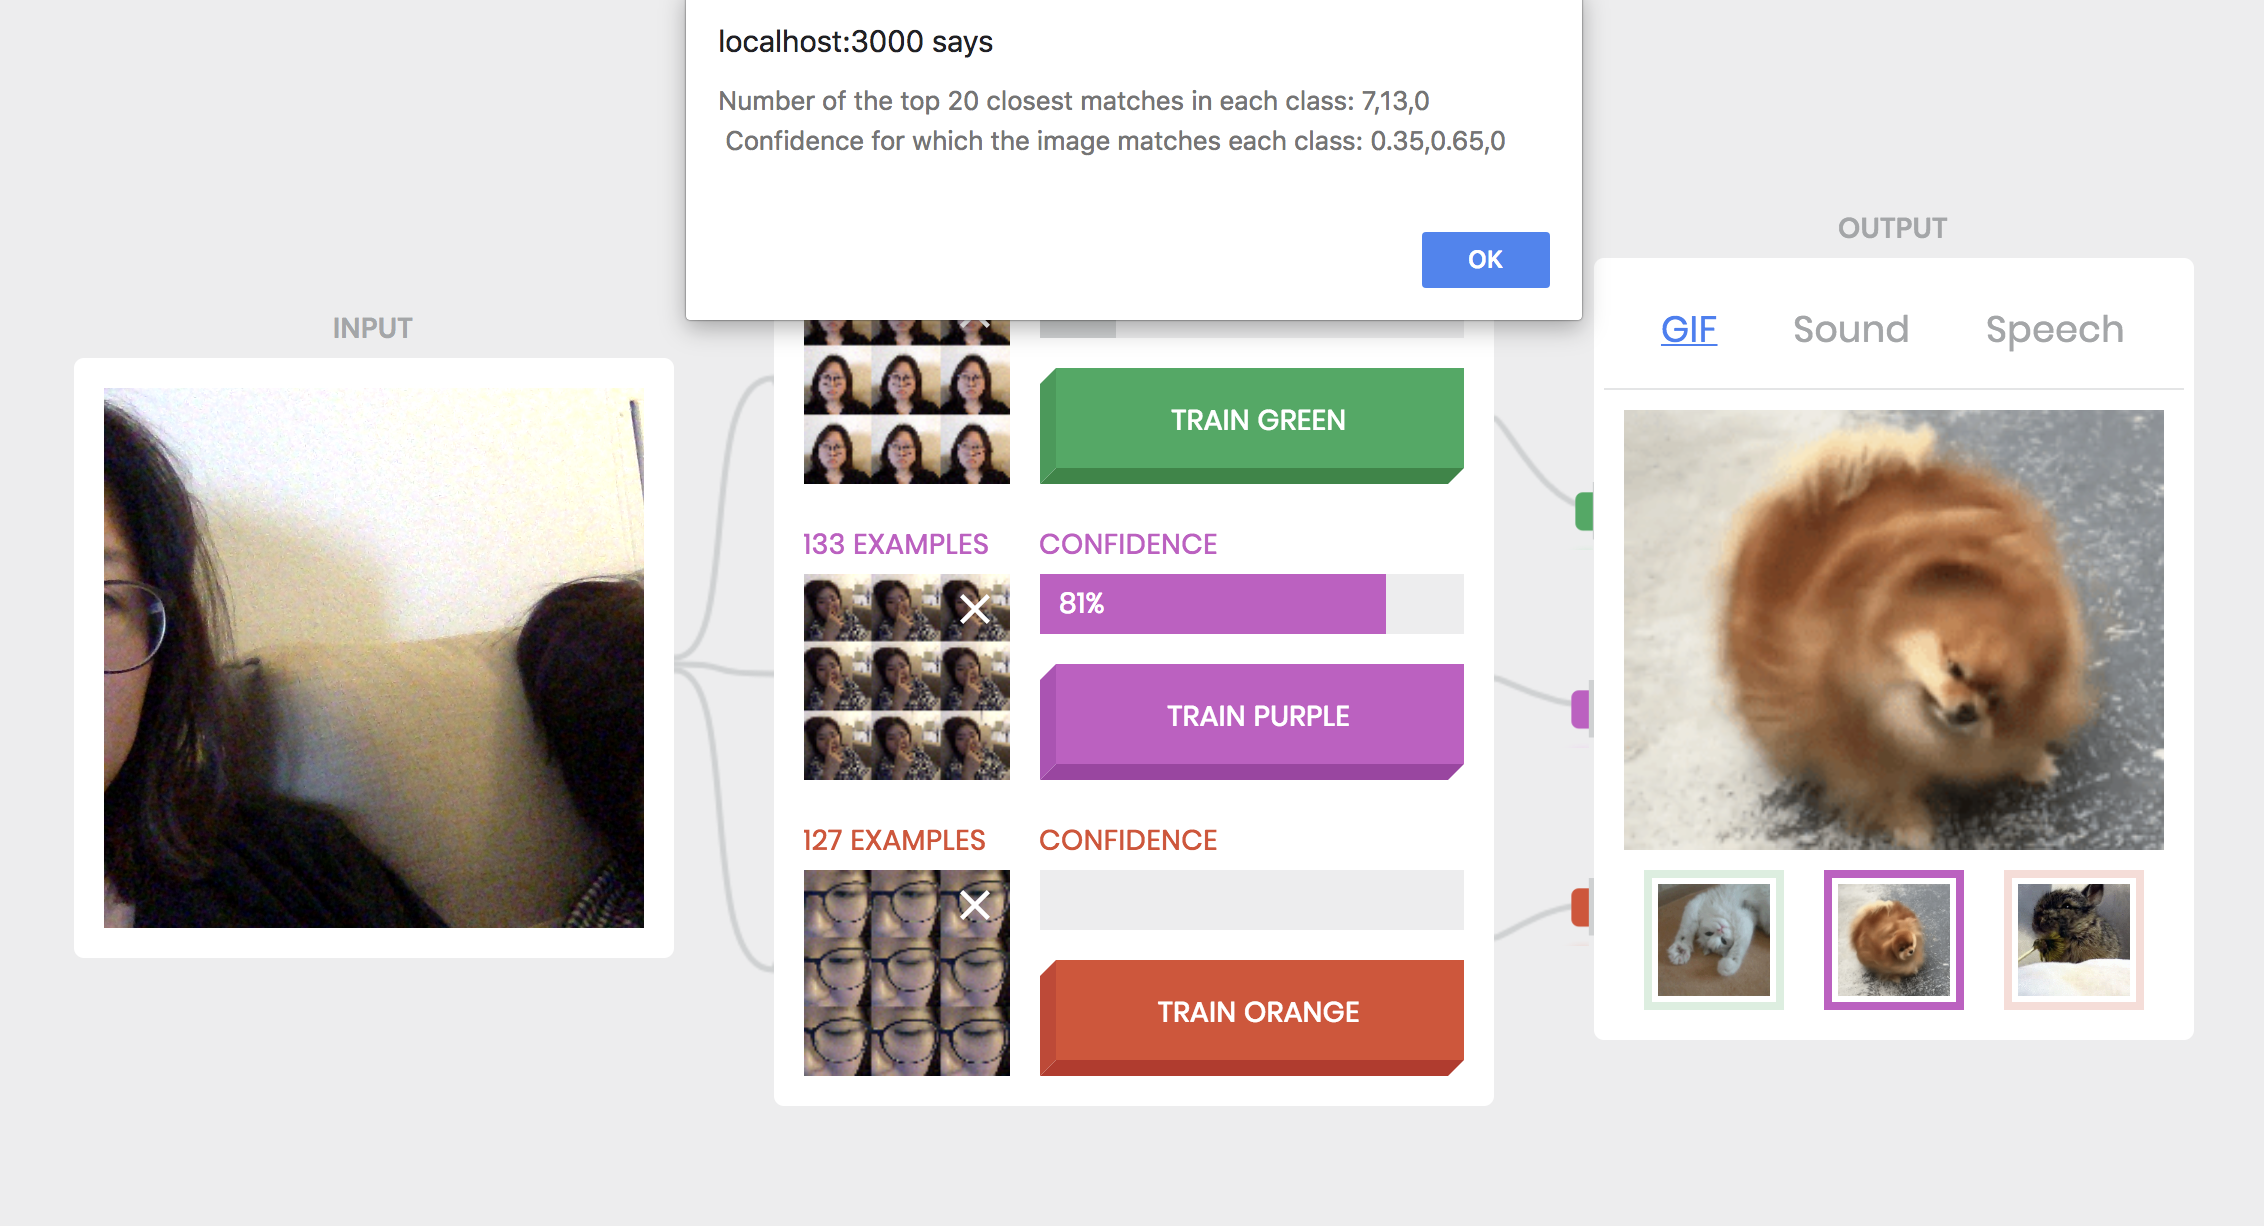 localhost:3000 says
Number of the top 20 closest matches in each class: 7,13,0
Confidence for which the image matches each class: 0.35,0.65,0
OK
INPUT
TRAIN GREEN
133 EXAMPLES
CONFIDENCE
81%
TRAIN PURPLE
127 EXAMPLES
CONFIDENCE
TRAIN ORANGE
OUTPUT
GIF Sound Speech